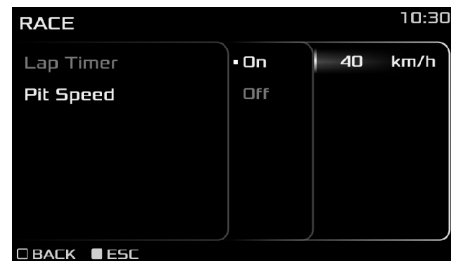 RACE 10:30
Lap Timer ▪ On 40 km/h
Pit Speed Off
□ BACK ■ ESC